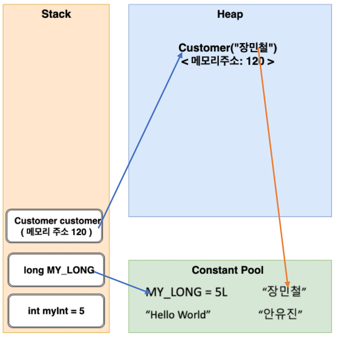 Stack
Heap
Customer("장민철")
< 메모리주소: 120 >
Customer customer
( 메모리 주소 120 )
long MY_LONG
int myInt = 5
Constant Pool
MY_LONG = 5L
“장민철”
“Hello World”
“안유진”